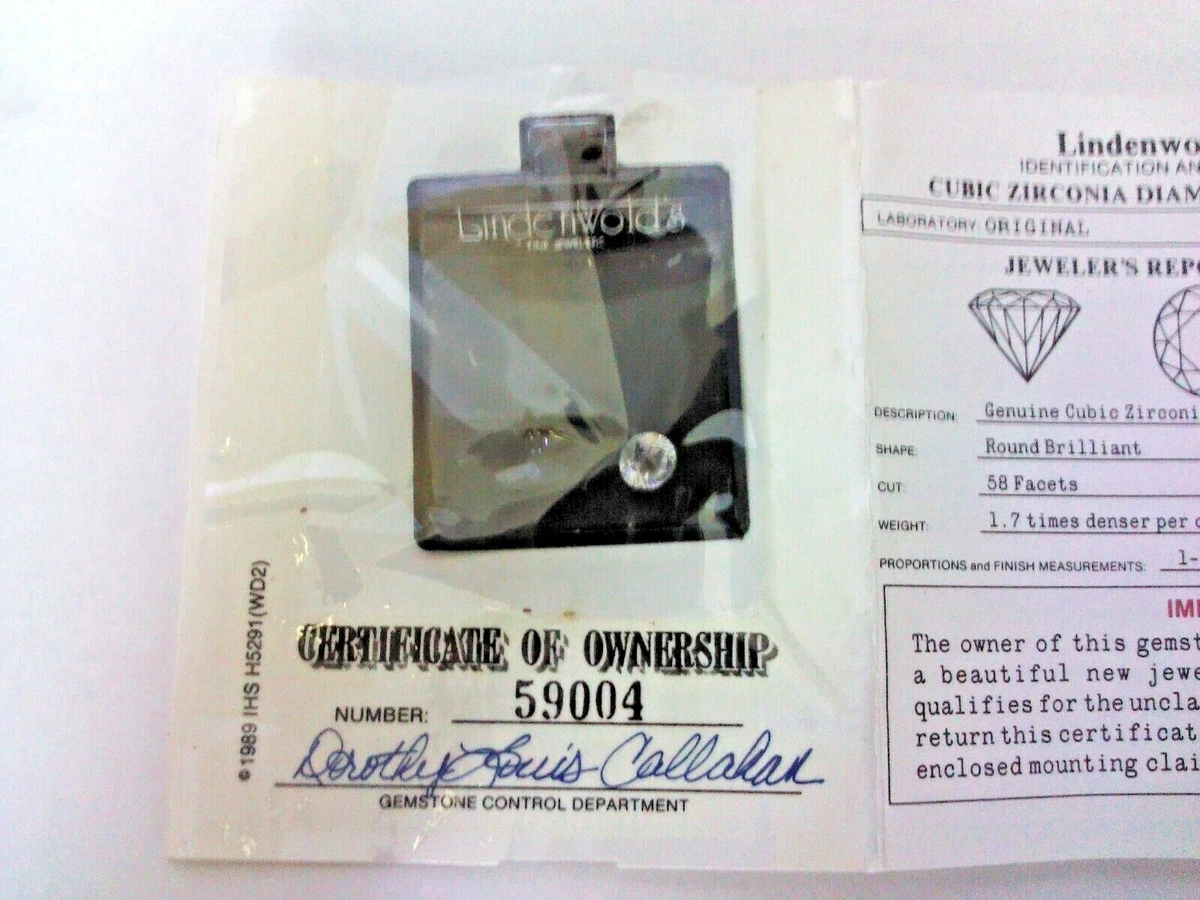 Lindenwold's
FINE JEWELERS
CERTIFICATE OF OWNERSHIP
NUMBER: 59004
Dorothy Louis Callahan
GEMSTONE CONTROL DEPARTMENT
©1989 IHS H5291(WD2)
Lindenwo
IDENTIFICATION AN
CUBIC ZIRCONIA DIAM
LABORATORY ORIGINAL
JEWELER'S REPO
DESCRIPTION: Genuine Cubic Zirconi
SHAPE: Round Brilliant
CUT: 58 Facets
WEIGHT: 1.7 times denser per c
PROPORTIONS and FINISH MEASUREMENTS: 1-
IM
The owner of this gemst
a beautiful new jewe
qualifies for the uncla
return this certificat
enclosed mounting clai